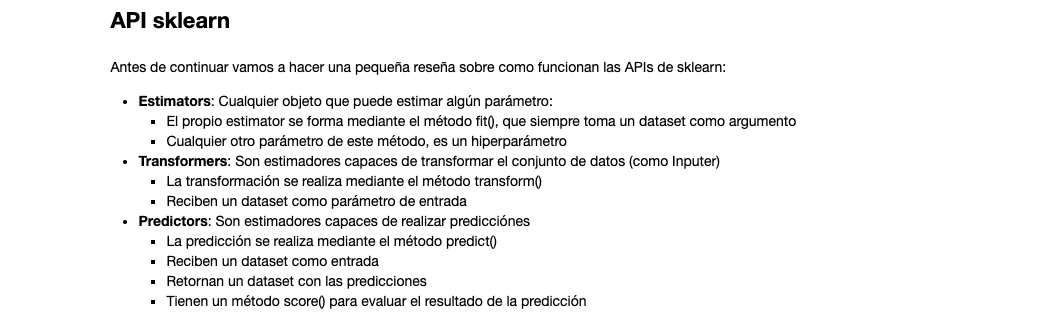 API sklearn
Antes de continuar vamos a hacer una pequeña reseña sobre como funcionan las APIs de sklearn:
• Estimators: Cualquier objeto que puede estimar algún parámetro:
▪ El propio estimator se forma mediante el método fit(), que siempre toma un dataset como argumento
▪ Cualquier otro parámetro de este método, es un hiperparámetro
• Transformers: Son estimadores capaces de transformar el conjunto de datos (como Inputer)
▪ La transformación se realiza mediante el método transform()
▪ Reciben un dataset como parámetro de entrada
• Predictors: Son estimadores capaces de realizar predicciónes
▪ La predicción se realiza mediante el método predict()
▪ Reciben un dataset como entrada
▪ Retornan un dataset con las predicciones
▪ Tienen un método score() para evaluar el resultado de la predicción